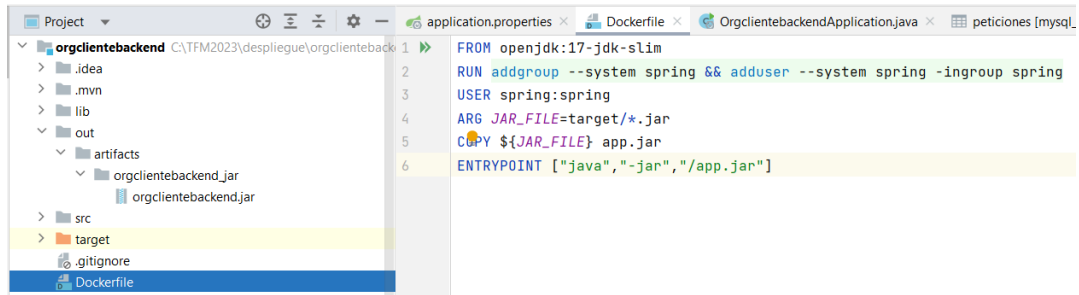 Project
application.properties
Dockerfile
OrgclientebackendApplication.java
peticiones [mysql_
orgclientebackend C:\TFM2023\despliegue\orgclienteback
.idea
.mvn
lib
out
artifacts
orgclientebackend_jar
orgclientebackend.jar
src
target
.gitignore
Dockerfile
1 FROM openjdk:17-jdk-slim
2 RUN addgroup --system spring && adduser --system spring -ingroup spring
3 USER spring:spring
4 ARG JAR_FILE=target/*.jar
5 COPY ${JAR_FILE} app.jar
6 ENTRYPOINT ["java","-jar","/app.jar"]